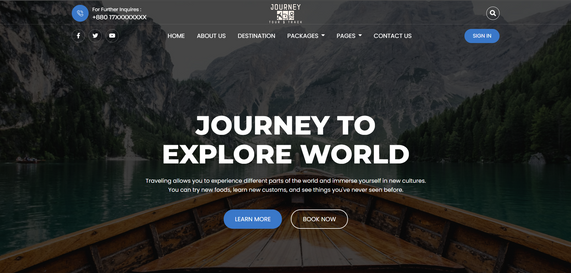 For Further Inquires :
+880 17XXXXXXXX
JOURNEY
TOUR & TRASH
HOME ABOUT US DESTINATION PACKAGES PAGES CONTACT US
SIGN IN
JOURNEY TO
EXPLORE WORLD
Traveling allows you to experience different parts of the world and immerse yourself in new cultures.
You can try new foods, learn new customs, and see things you've never seen before.
LEARN MORE
BOOK NOW